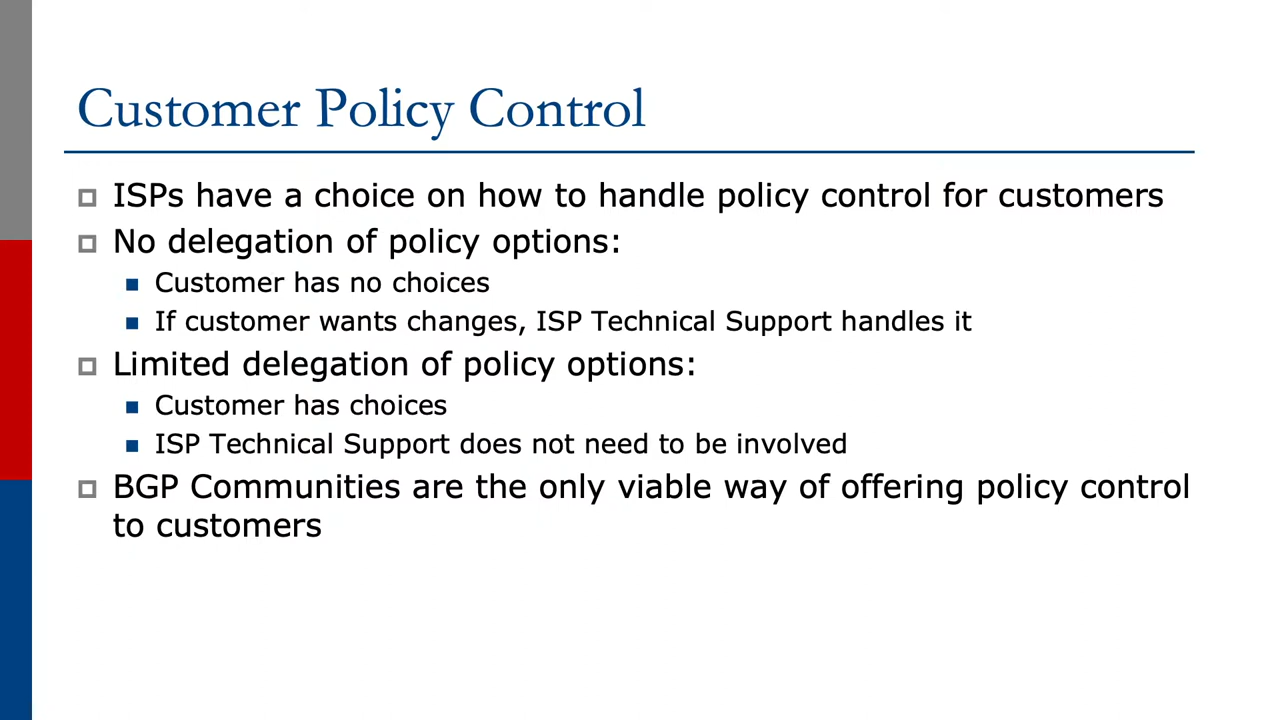 Customer Policy Control
ISPs have a choice on how to handle policy control for customers
No delegation of policy options:
Customer has no choices
If customer wants changes, ISP Technical Support handles it
Limited delegation of policy options:
Customer has choices
ISP Technical Support does not need to be involved
BGP Communities are the only viable way of offering policy control
to customers